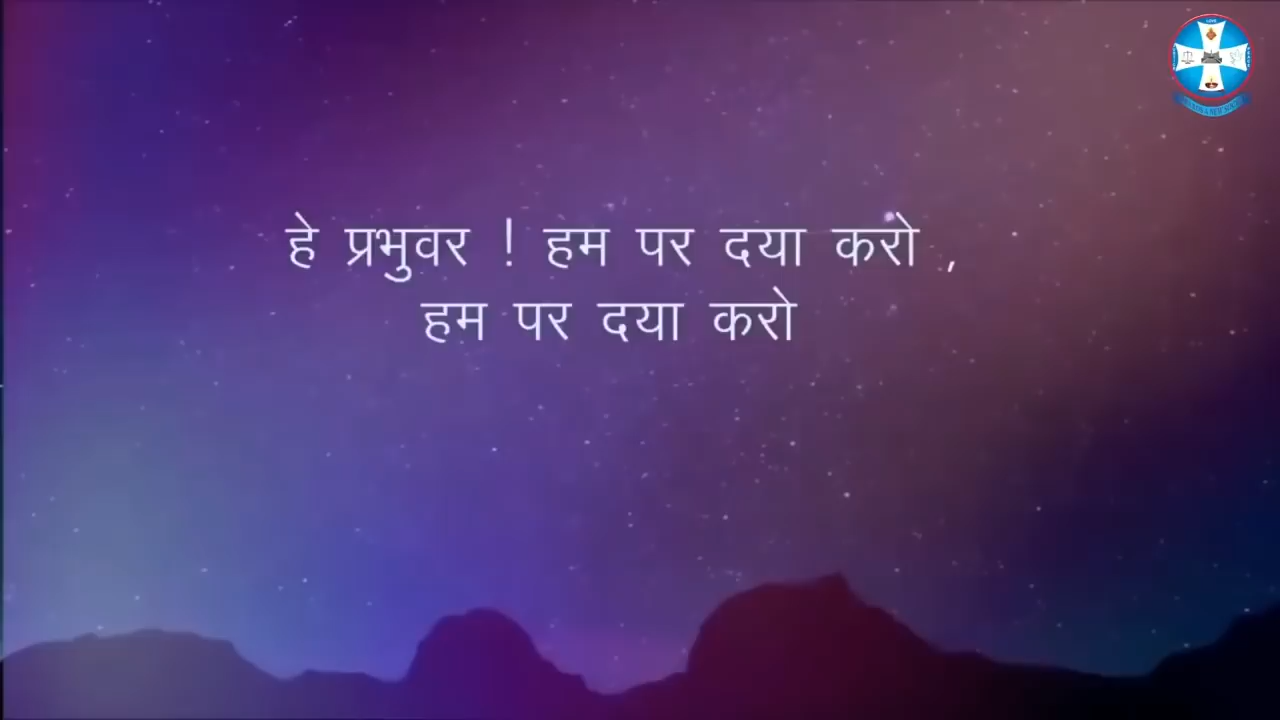 हे प्रभुवर ! हम पर दया करो ,
हम पर दया करो